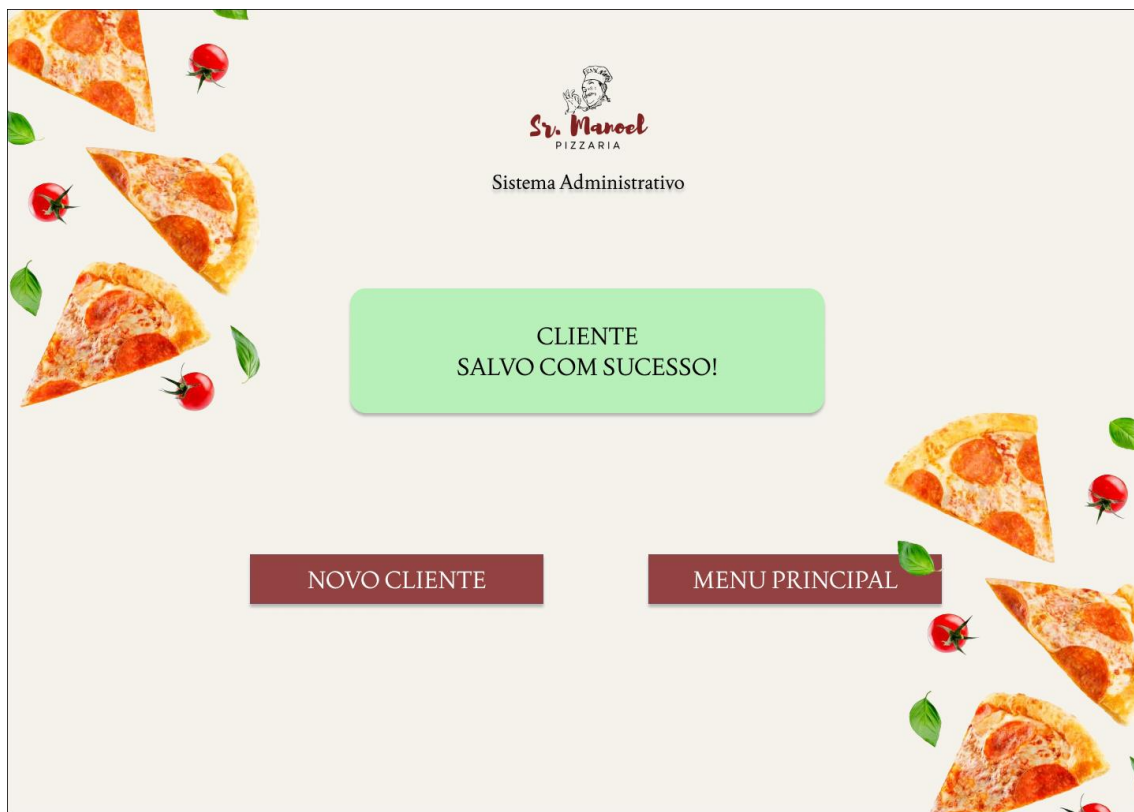 Sr. Manoel
PIZZARIA
Sistema Administrativo
CLIENTE
SALVO COM SUCESSO!
NOVO CLIENTE
MENU PRINCIPAL